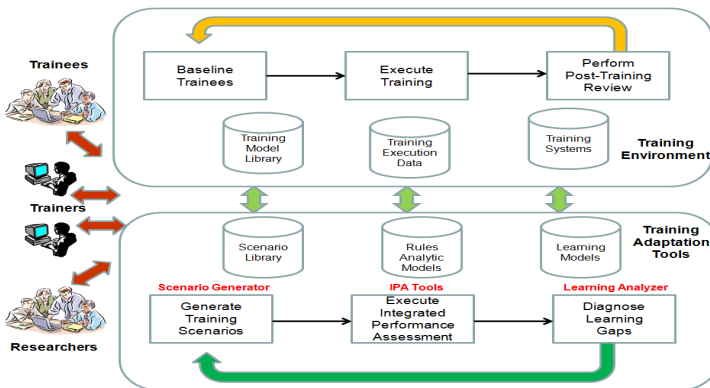 Trainees
Baseline
Trainees
Execute
Training
Perform
Post-Training
Review
Training
Model
Library
Training
Execution
Data
Training
Systems
Training
Environment
Trainers
Scenario
Library
Rules
Analytic
Models
Learning
Models
Training
Adaptation
Tools
Scenario Generator
IPA Tools
Learning Analyzer
Generate
Training
Scenarios
Execute
Integrated
Performance
Assessment
Diagnose
Learning
Gaps
Researchers